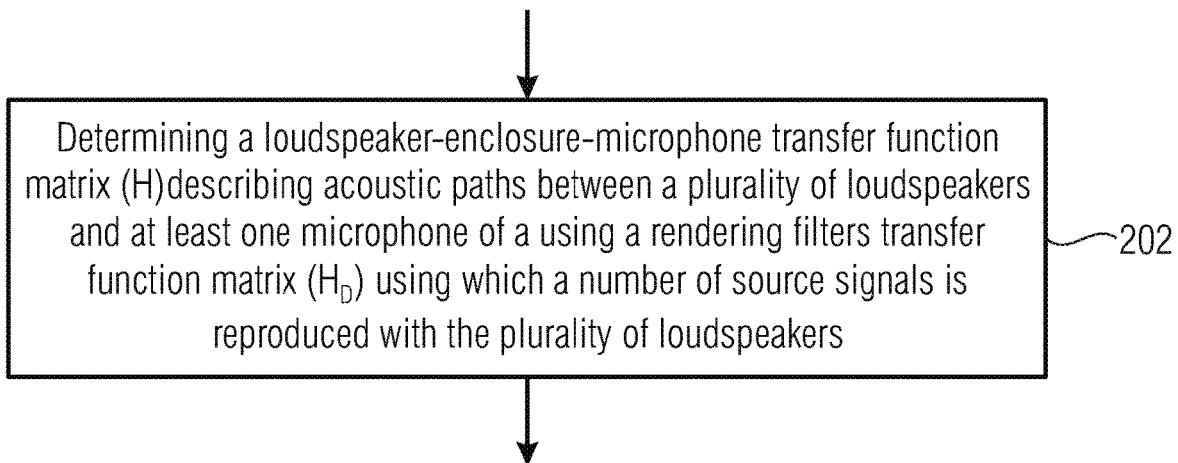 Determining a loudspeaker-enclosure-microphone transfer function
matrix (H)describing acoustic paths between a plurality of loudspeakers
and at least one microphone of a using a rendering filters transfer
function matrix (H_D) using which a number of source signals is
reproduced with the plurality of loudspeakers
202